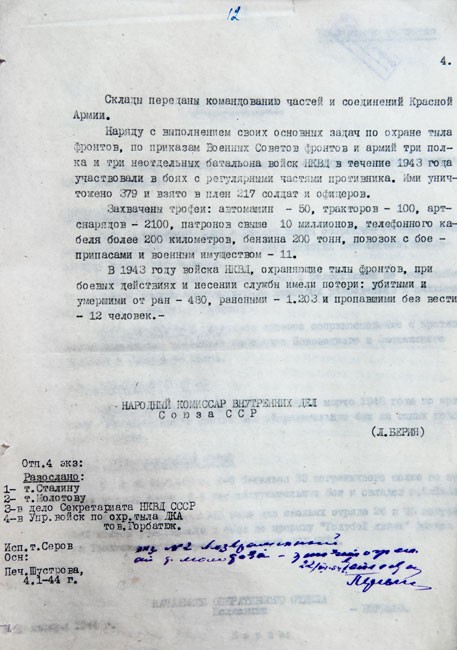 12
4.
Склады переданы командованию частей и соединений Красной
Армии.
Наряду с выполнением своих основных задач по охране тыла
фронтов, по приказам Военных Советов фронтов и армий три пол-
ка и три неотдельных батальона войск НКВД в течение 1943 года
участвовали в боях с регулярными частями противника. Ими унич-
тожено 379 и взято в плен 217 солдат и офицеров.
Захвачены трофеи: автомашин - 50, тракторов - 100, арт-
снарядов - 2100, патронов свыше 10 миллионов, телефонного ка-
беля более 200 километров, бензина 200 тонн, повозок с бое-
припасами и военным имуществом - 11.
В 1943 году войска НКВД, охраняющие тылы фронтов, при
боевых действиях и несении службы имели потери: убитыми и
умершими от ран - 480, ранеными - 1.203 и пропавшими без вести
- 12 человек.-
НАРОДНЫЙ КОМИССАР ВНУТРЕННИХ ДЕЛ
Союза ССР
(Л.БЕРИЯ)
Отп.4 экз:
Разослано:
1- т.Сталину
2- т.Молотову
3- в дело Секретариата НКВД СССР
4- в Упр.войск по охр.тыла ДКА
тов.Горбатюк.
Исп.т.Серов
Осн:
Печ.Шустрова,
4.1-44 г.
экз №2 возвращенный
от т. Молотова - уничтожен